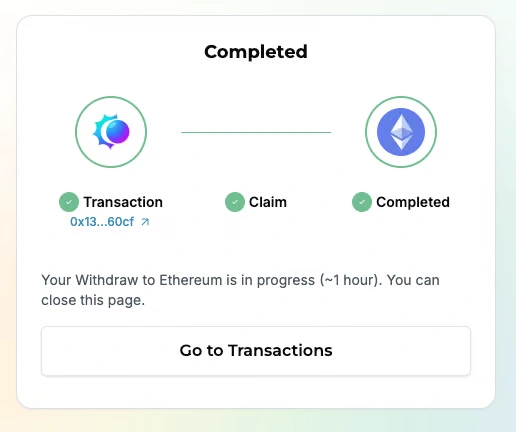 Completed
Transaction
0x13...60cf ↗
Claim
Completed
Your Withdraw to Ethereum is in progress (~1 hour). You can
close this page.
Go to Transactions